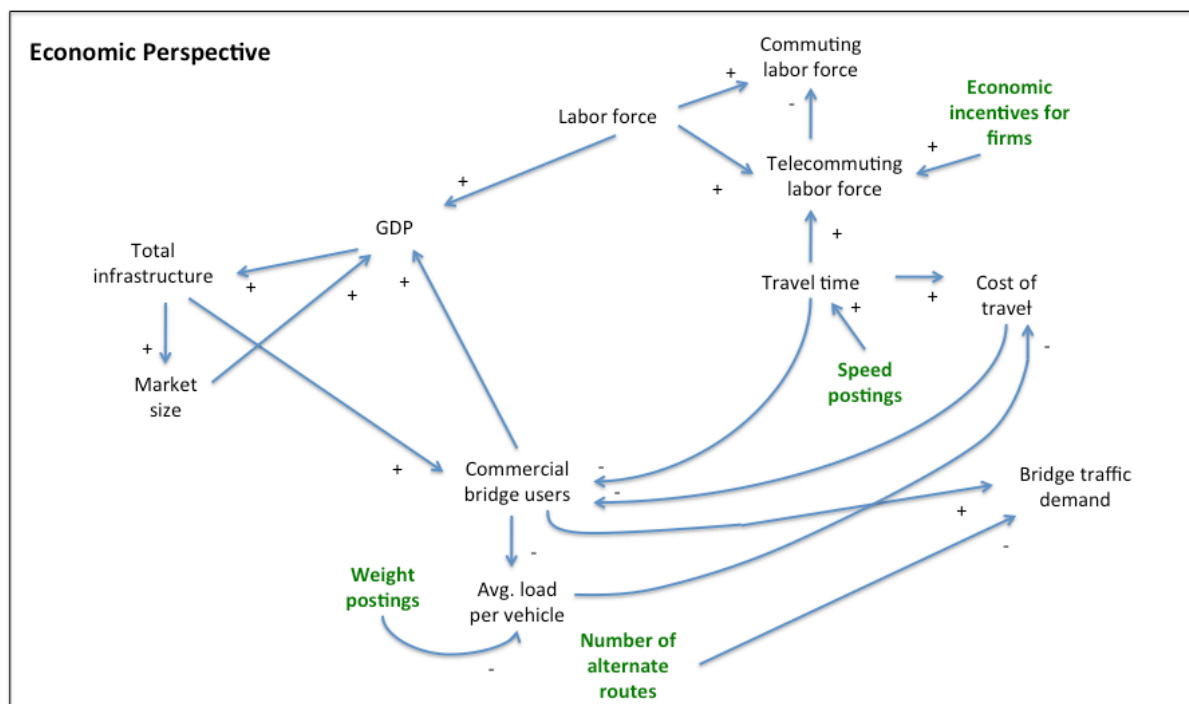 Economic Perspective
Commuting
labor force
+
-
Economic
incentives for
firms
Labor force
+
Telecommuting
labor force
+
+
GDP
+
Total
infrastructure
+
+
+
Travel time
+
+
Cost of
travel
-
+
Market
size
Speed
postings
+
Commercial
bridge users
-
-
Bridge traffic
demand
+
-
-
Weight
postings
Avg. load
per vehicle
-
Number of
alternate
routes